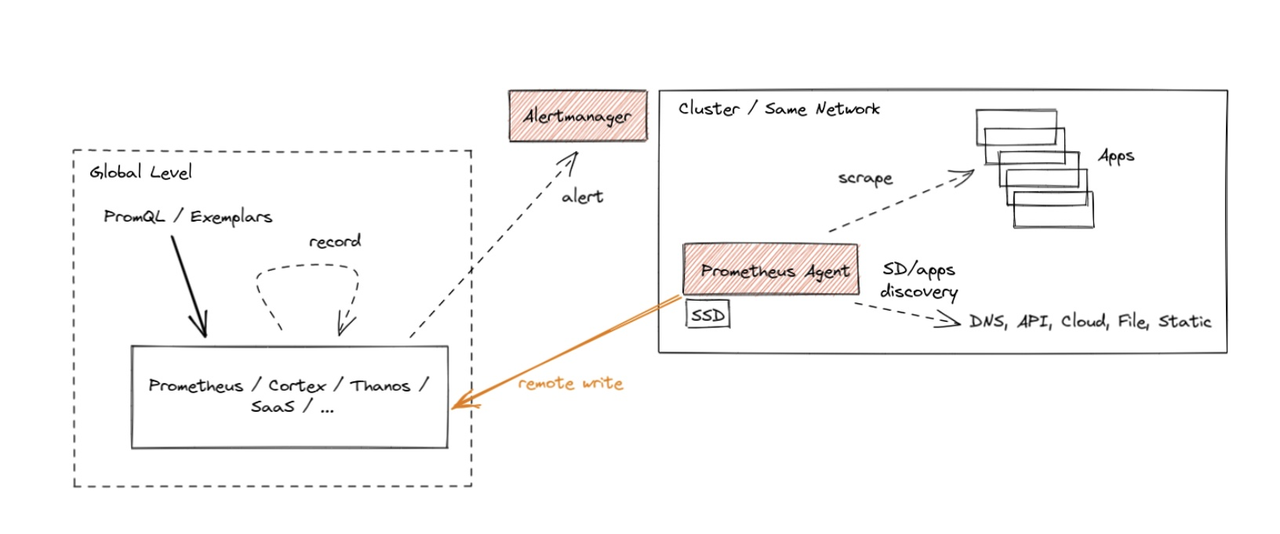 Alertmanager
Cluster / Same Network
Apps
scrape
Global Level
alert
PromQL / Exemplars
record
Prometheus Agent
SD/apps
discovery
SSD
DNS, API, Cloud, File, Static
Prometheus / Cortex / Thanos /
SaaS / ...
remote write